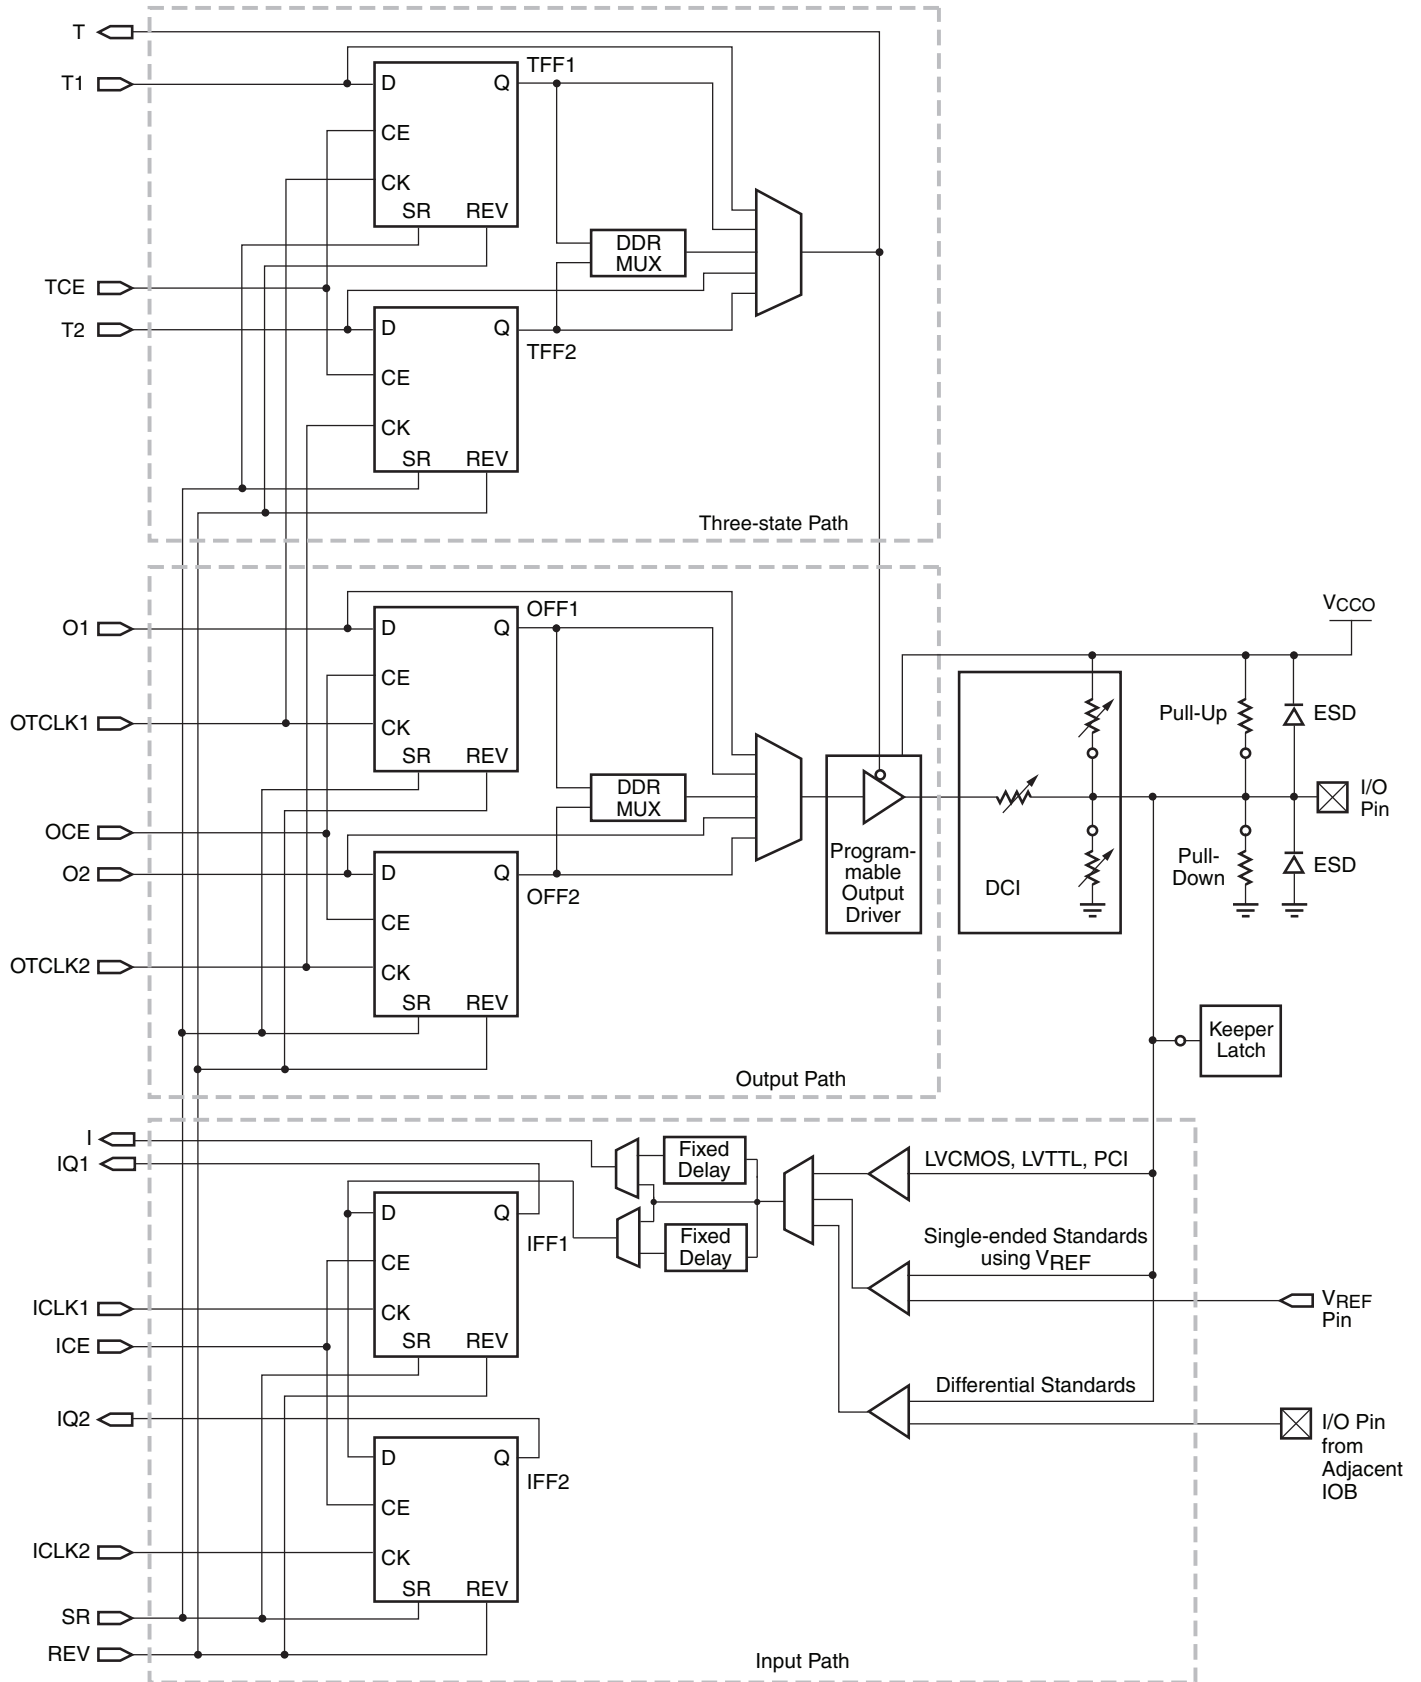 T
T1
D
Q
TFF1
CE
CK
SR
REV
DDR
MUX
TCE
T2
D
Q
TFF2
CE
CK
SR
REV
Three-state Path
O1
D
Q
OFF1
CE
OTCLK1
CK
SR
REV
DDR
MUX
OCE
O2
D
Q
OFF2
CE
OTCLK2
CK
SR
REV
Output Path
Program-
mable
Output
Driver
DCI
VCCO
Pull-Up
ESD
I/O
Pin
Pull-
Down
ESD
Keeper
Latch
I
IQ1
Fixed
Delay
LVCMOS, LVTTL, PCI
D
Q
IFF1
Fixed
Delay
Single-ended Standards
using VREF
CE
ICLK1
CK
VREF
Pin
SR
REV
ICE
Differential Standards
IQ2
I/O Pin
from
Adjacent
IOB
D
Q
IFF2
CE
ICLK2
CK
SR
REV
SR
REV
Input Path